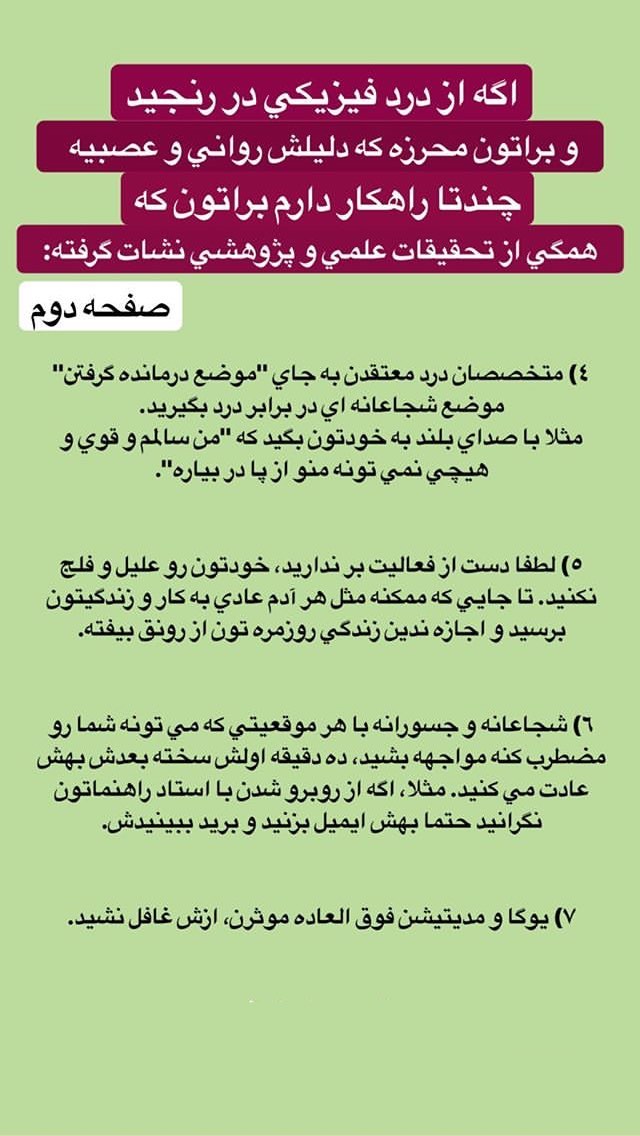 اگه از درد فيزيكي در رنجيد
و براتون محرزه كه دليلش رواني و عصبيه
چندتا راهكار دارم براتون كه
همگي از تحقيقات علمي و پژوهشي نشات گرفته:
صفحه دوم
٤) متخصصان درد معتقدن به جاي "موضع درمانده گرفتن"
موضع شجاعانه اي در برابر درد بگيريد.
مثلا با صداي بلند به خودتون بگيد كه "من سالم و قوي و
هيچي نمي تونه منو از پا در بياره".
٥) لطفا دست از فعاليت بر نداريد، خودتون رو عليل و فلج
نكنيد. تا جايي كه ممكنه مثل هر آدم عادي به كار و زندگيتون
برسيد و اجازه ندين زندگي روزمره تون از رونق بيفته.
٦) شجاعانه و جسورانه با هر موقعيتي كه مي تونه شما رو
مضطرب كنه مواجهه بشيد، ده دقيقه اولش سخته بعدش بهش
عادت مي كنيد. مثلا، اگه از روبرو شدن با استاد راهنماتون
نگرانيد حتما بهش ايميل بزنيد و بريد ببينيدش.
٧) يوگا و مديتيشن فوق العاده موثرن، ازش غافل نشيد.